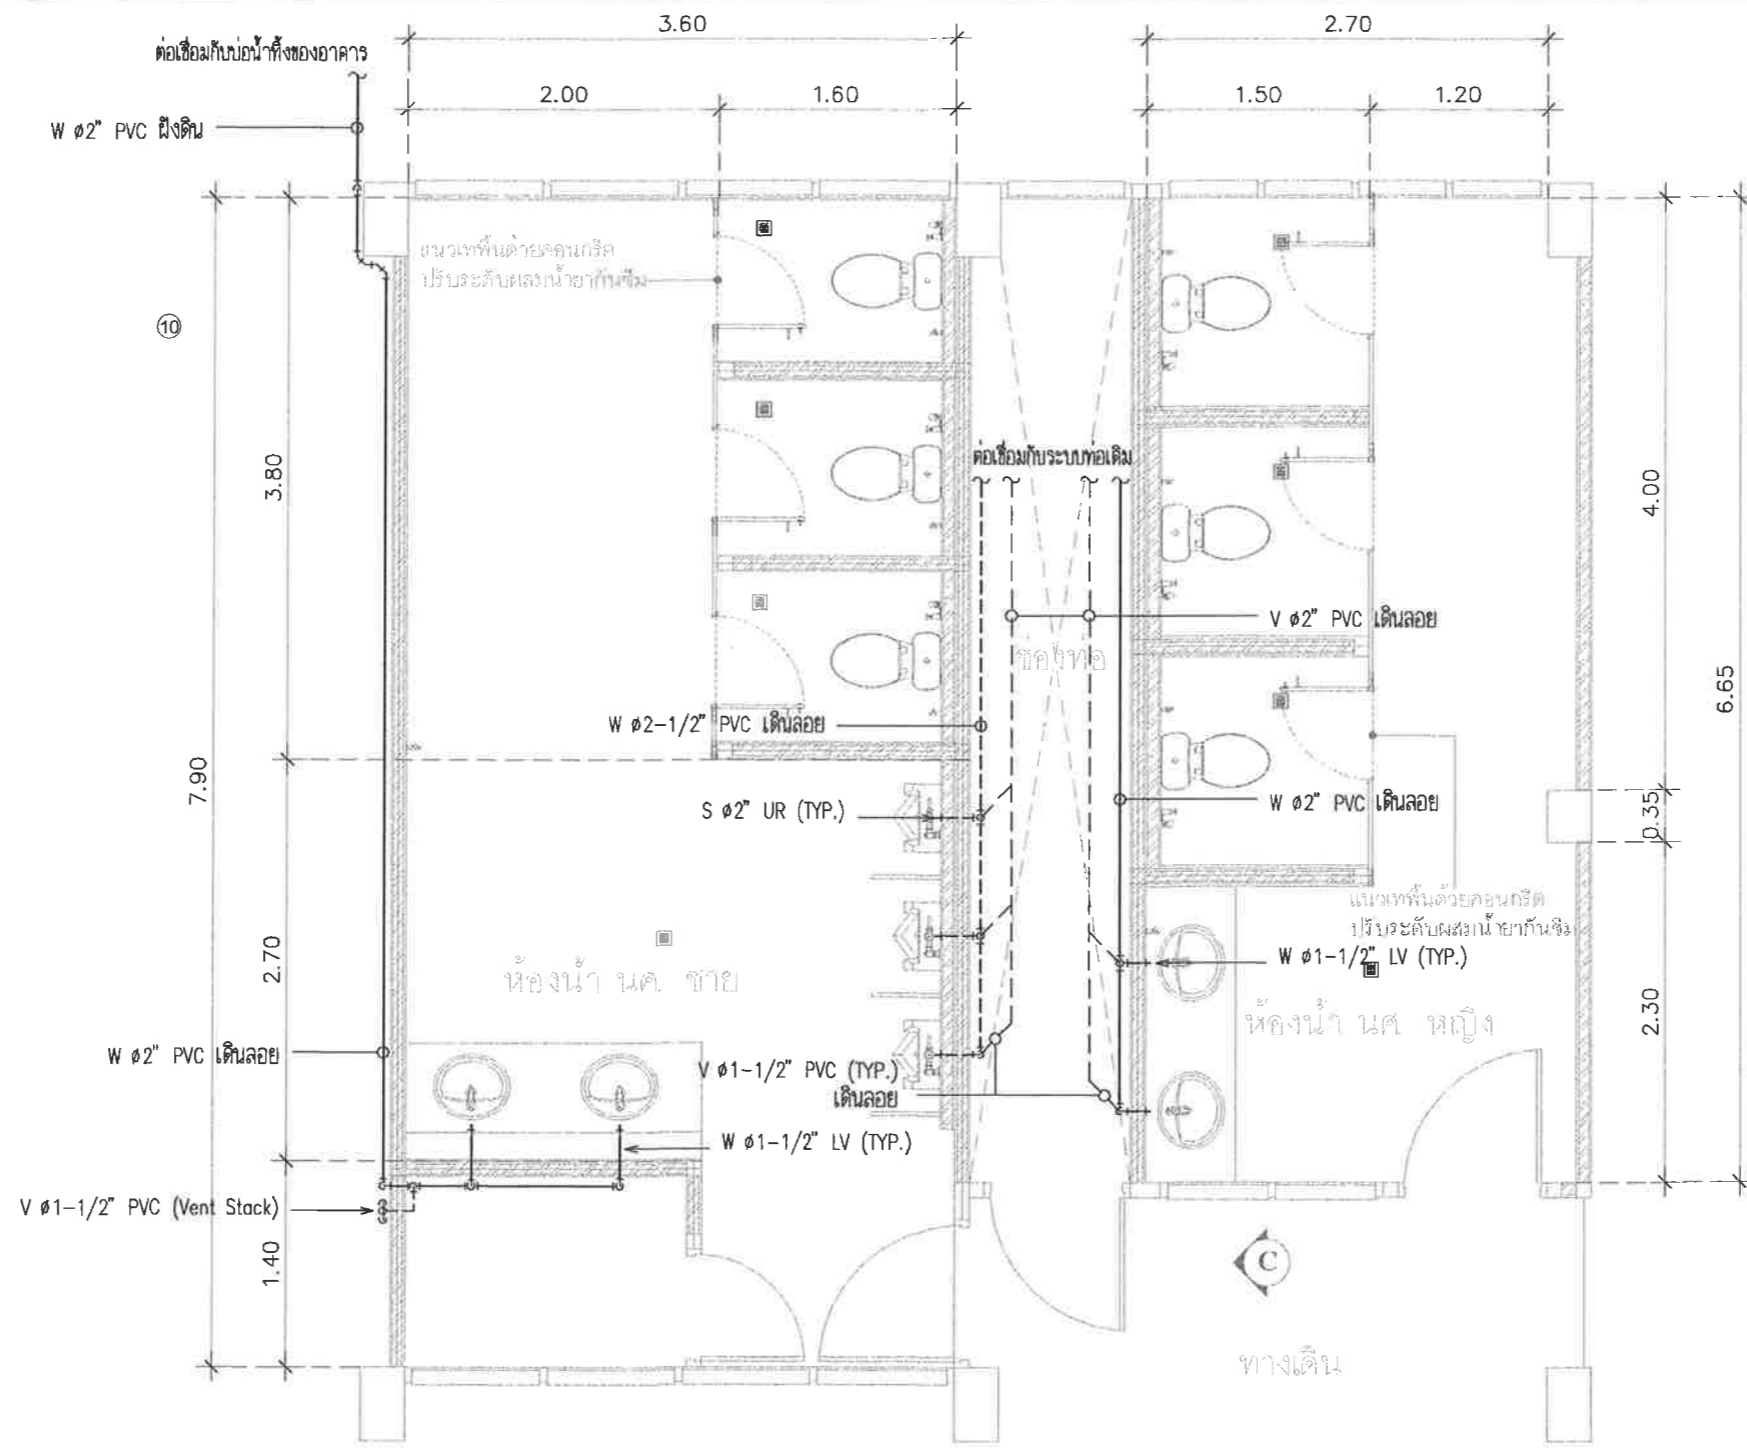 3.60
2.70
ต่อเชื่อมกับบ่อน้ำทิ้งของอาคาร
2.00
1.60
1.50
1.20
W ø2" PVC ฝังดิน
แนวเทพื้นด้วยคอนกรีต
ปรับระดับผสมน้ำยากันซึม
10
3.80
ต่อเชื่อมกับระบบท่อเดิม
4.00
V ø2" PVC เดินลอย
ช่องท่อ
6.65
W ø2-1/2" PVC เดินลอย
7.90
S ø2" UR (TYP.)
W ø2" PVC เดินลอย
0.35
แนวเทพื้นด้วยคอนกรีต
ปรับระดับผสมน้ำยากันซึม
2.70
W ø1-1/2" LV (TYP.)
ห้องน้ำ นศ. ชาย
ห้องน้ำ นศ. หญิง
2.30
W ø2" PVC เดินลอย
V ø1-1/2" PVC (TYP.)
เดินลอย
W ø1-1/2" LV (TYP.)
V ø1-1/2" PVC (Vent Stack)
1.40
C
ทางเดิน